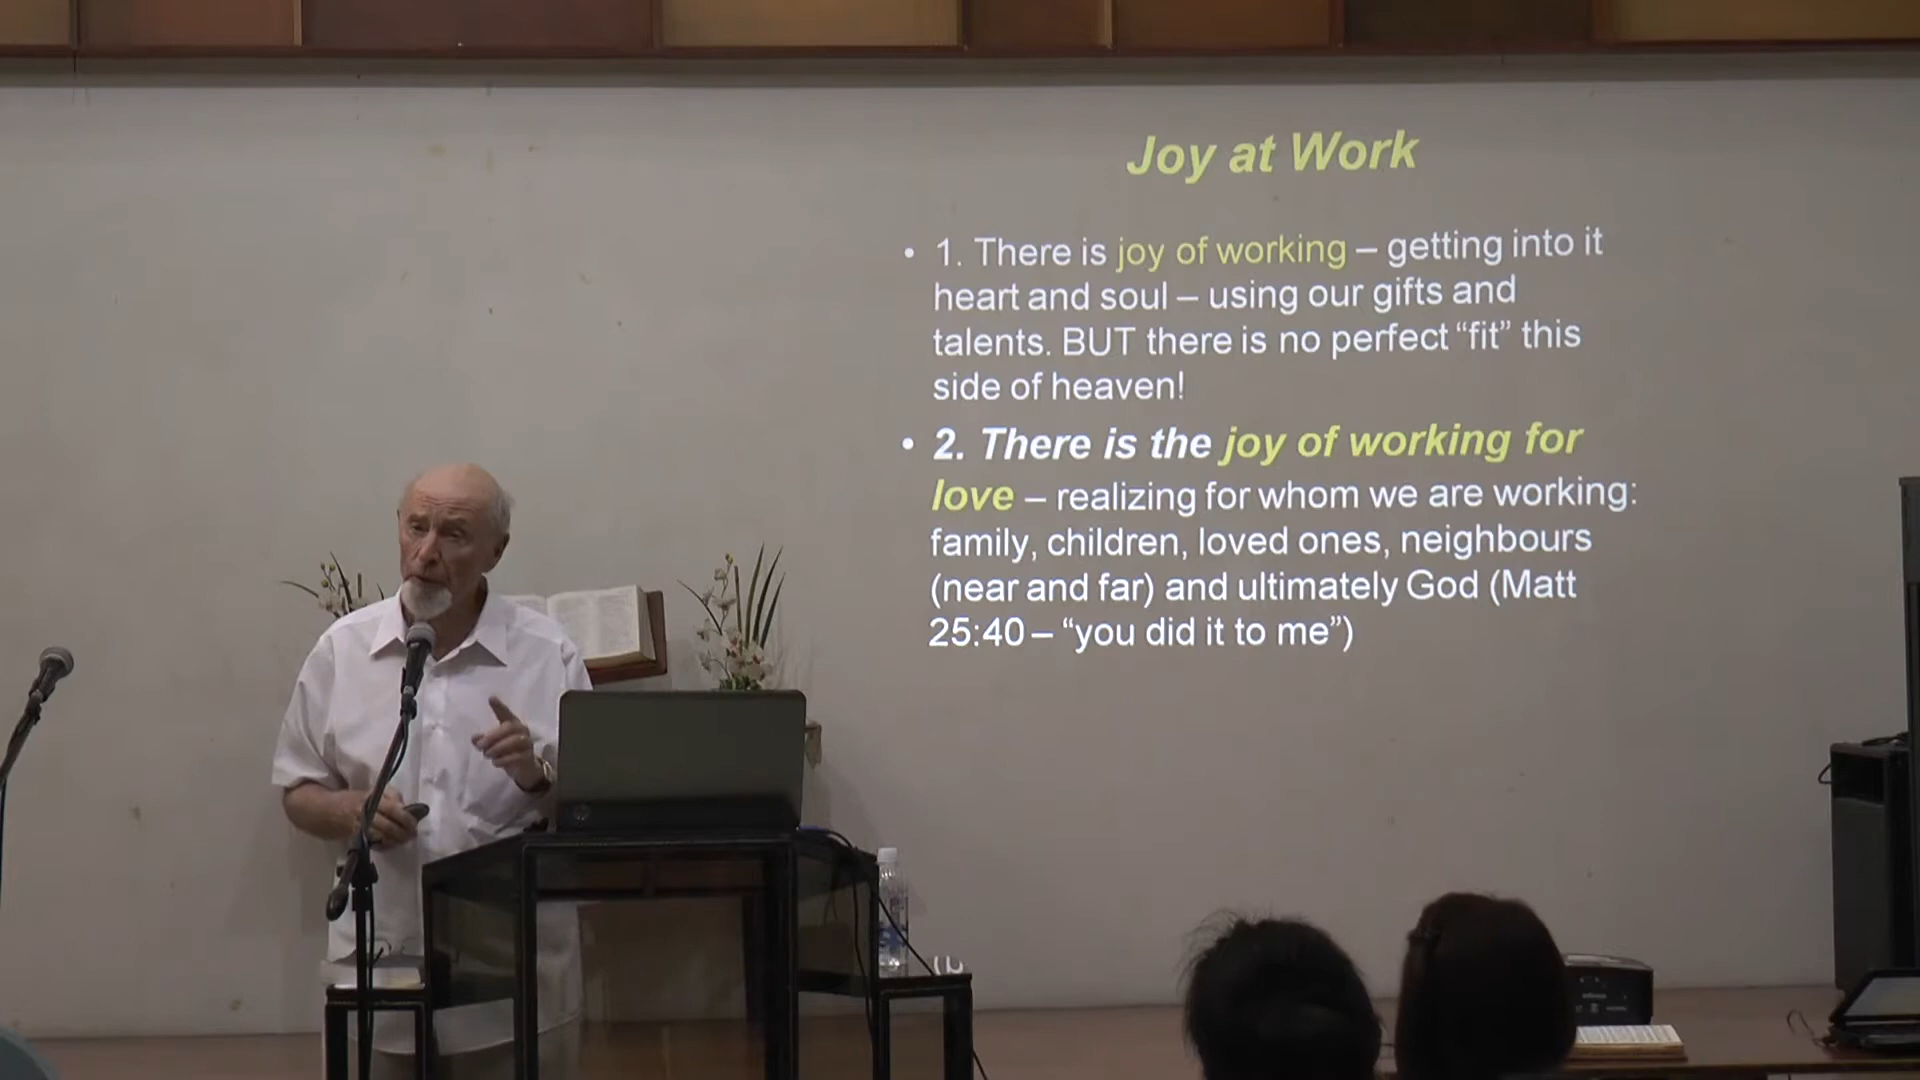 Joy at Work
• 1. There is joy of working – getting into it
heart and soul – using our gifts and
talents. BUT there is no perfect “fit” this
side of heaven!
• 2. There is the joy of working for
love – realizing for whom we are working:
family, children, loved ones, neighbours
(near and far) and ultimately God (Matt
25:40 – “you did it to me”)